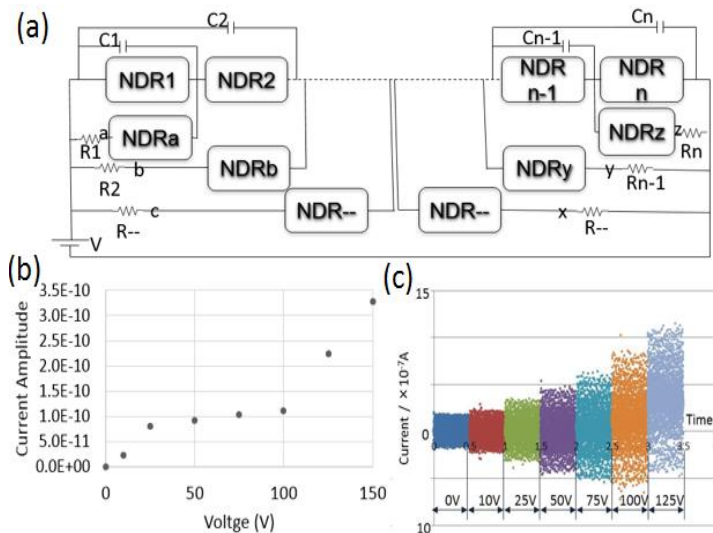 (a)
C2
Cn
C1
Cn-1
NDR1
NDR2
NDR
n-1
NDR
n
a
NDRa
R1
NDRz
z
Rn
b
R2
NDRb
NDRy
y
Rn-1
c
R--
NDR--
NDR--
x
R--
V
(b)
3.5E-10
3.0E-10
2.5E-10
2.0E-10
1.5E-10
1.0E-10
5.0E-11
0.0E+00
Current Amplitude
0
50
100
150
Voltge (V)
(c)
15
Current / ×10⁻⁷A
0
Time
0
0.5
1
1.5
2
2.5
3
3.5
0V
10V
25V
50V
75V
100V
125V
10